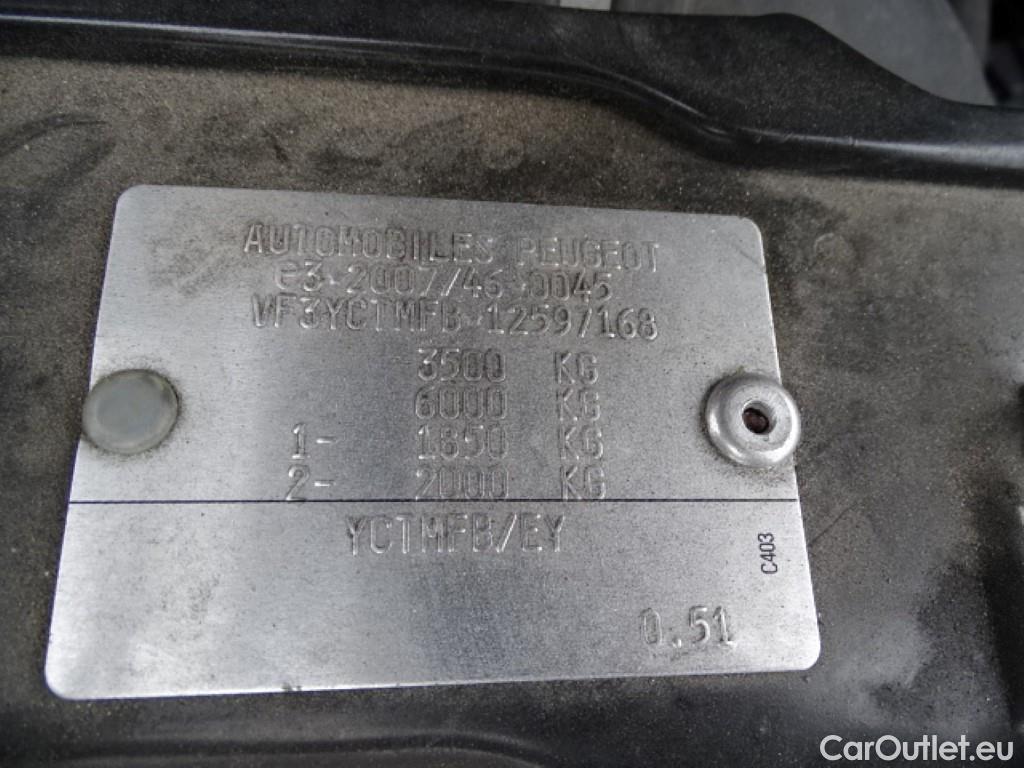 AUTOMOBILES PEUGEOT
e3*2007/46*0045
VF3YCTMFB 12597168
3500 KG
6000 KG
1- 1850 KG
2- 2000 KG
YCTMFB/EY
C403
0.51
CarOutlet.eu